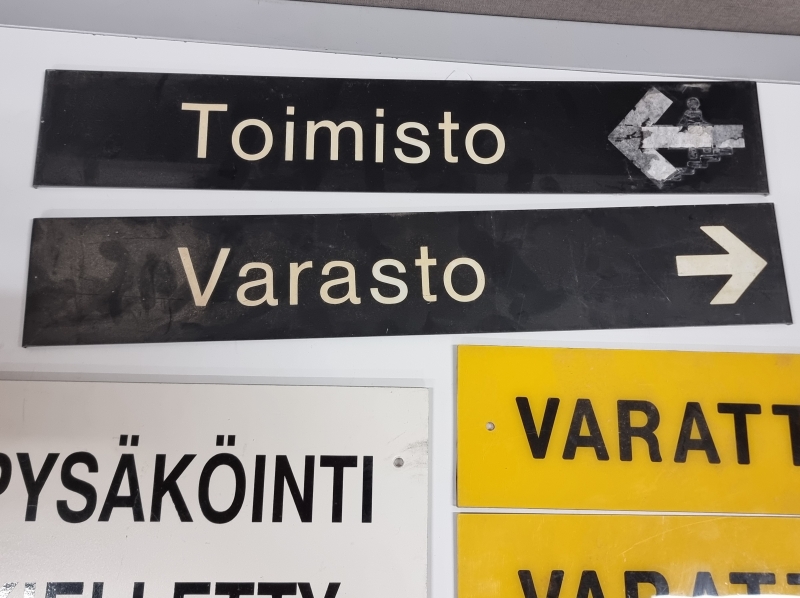 Toimisto
Varasto
PYSÄKÖINTI
VARATT